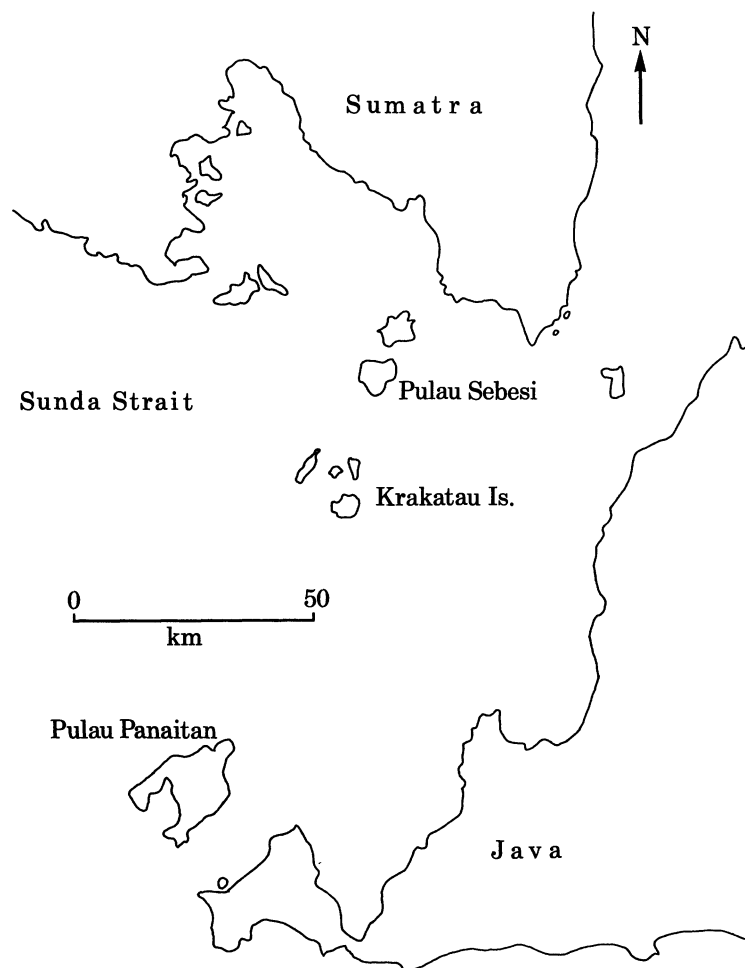 N
Sumatra
Pulau Sebesi
Sunda Strait
Krakatau Is.
0 50
km
Pulau Panaitan
Java